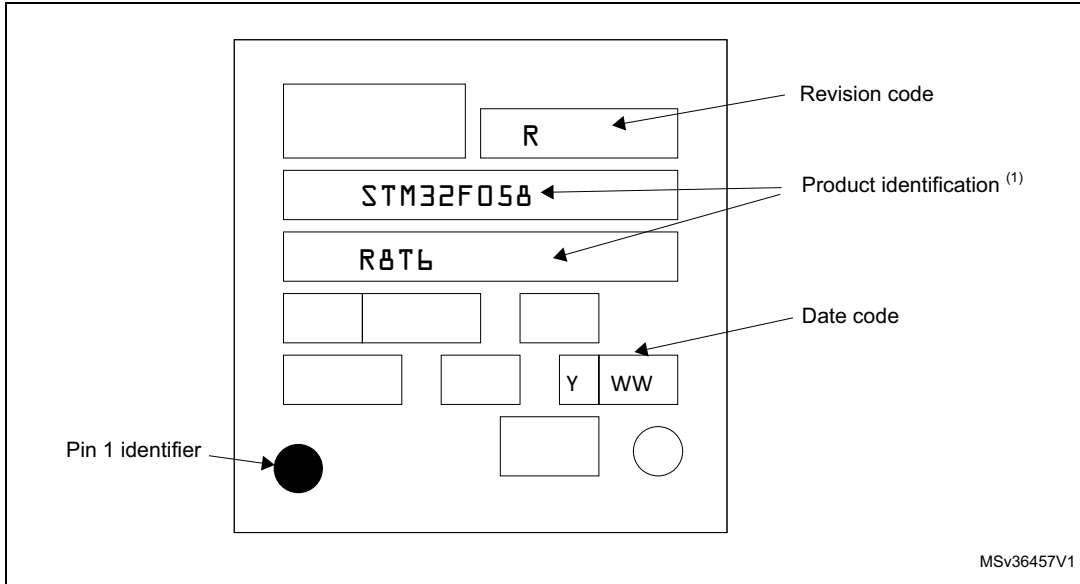 Revision code
R
STM32F058
Product identification (1)
R8T6
Date code
Y WW
Pin 1 identifier
MSv36457V1